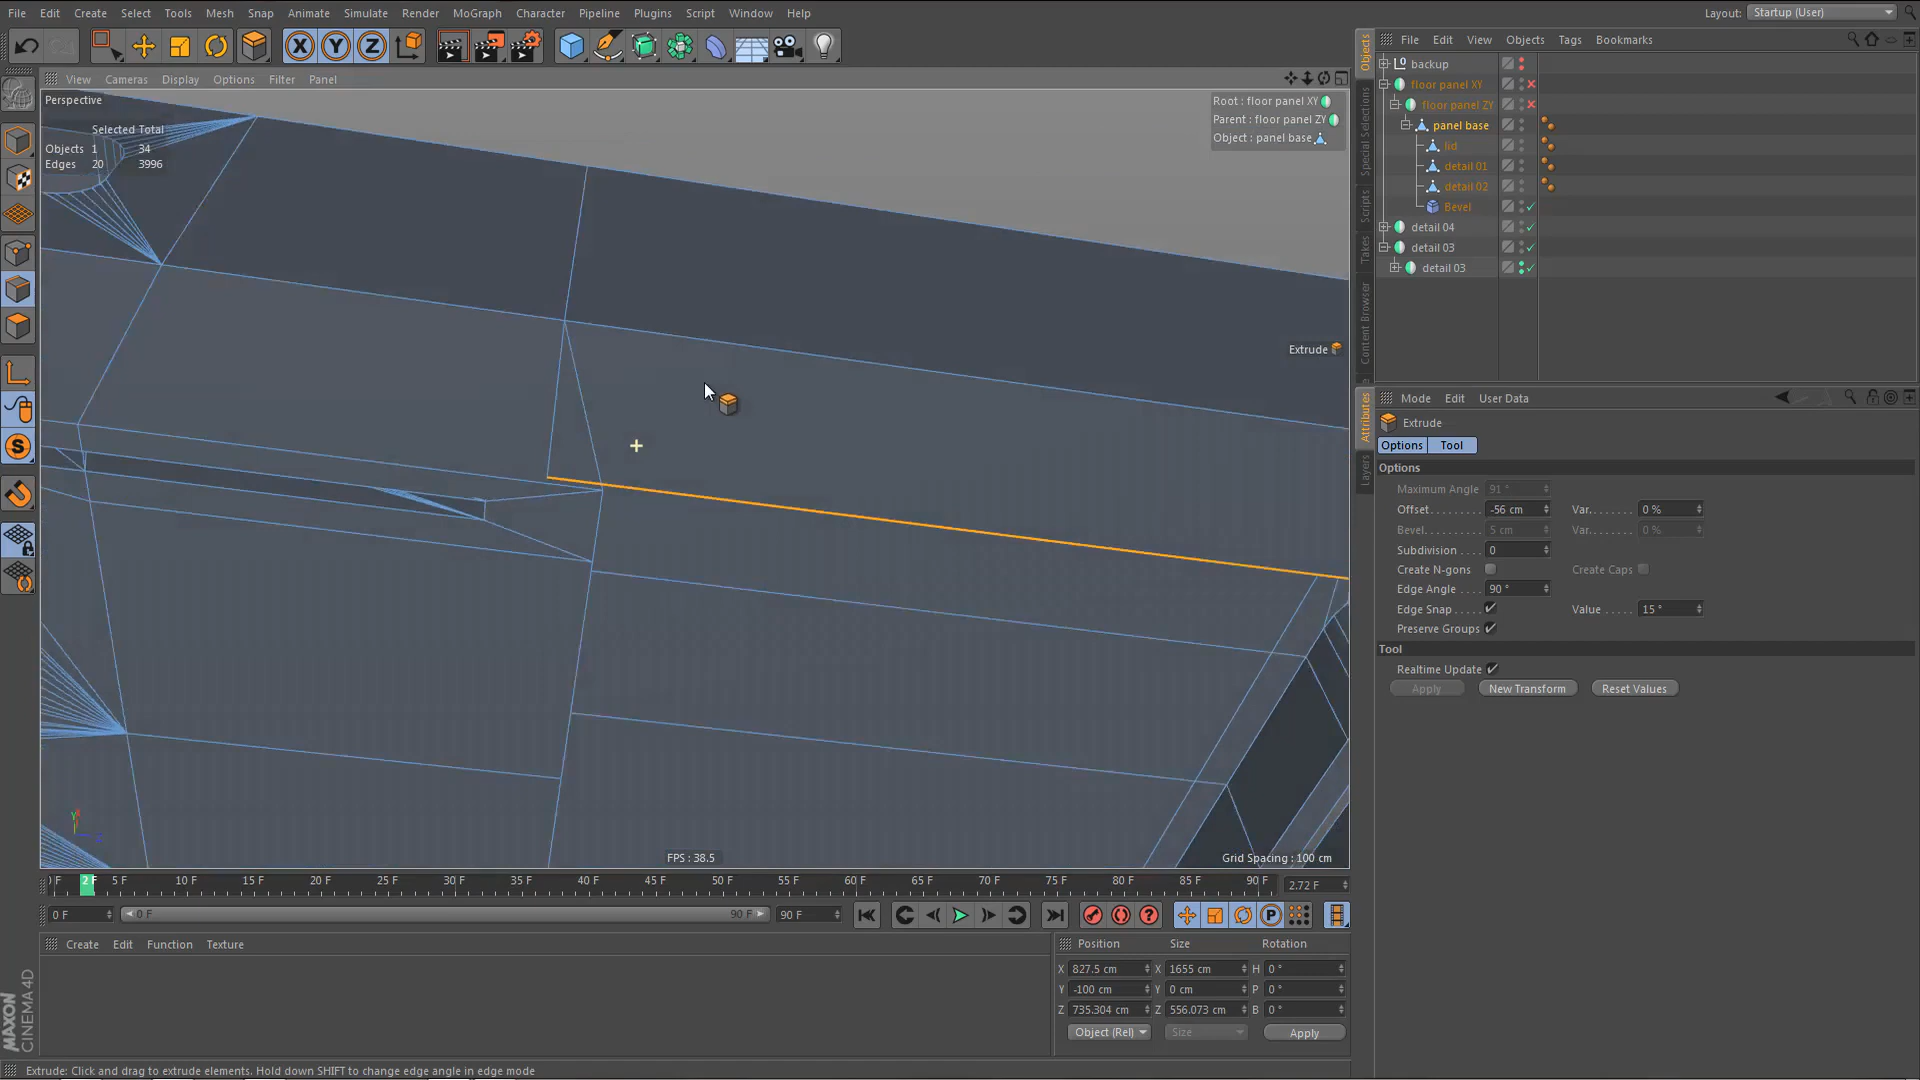 File Edit Create Select Tools Mesh Snap Animate Simulate Render MoGraph Character Pipeline Plugins Script Window Help
Layout: Startup (User)
X Y Z
View Cameras Display Options Filter Panel
Perspective
Selected Total
Objects 1 34
Edges 20 3996
Root : floor panel XY
Parent : floor panel ZY
Object : panel base
Extrude
FPS : 38.5
Grid Spacing : 100 cm
File Edit View Objects Tags Bookmarks
backup
floor panel XY
floor panel ZY
panel base
lid
detail 01
detail 02
Bevel
detail 04
detail 03
detail 03
Objects
Special Selections
Scripts
Takes
Content Browser
Attributes
Layers
Mode Edit User Data
Extrude
Options Tool
Options
Maximum Angle 91 °
Offset......... -56 cm Var....... 0 %
Bevel.......... 5 cm Var....... 0 %
Subdivision .... 0
Create N-gons Create Caps
Edge Angle .... 90 °
Edge Snap..... Value ..... 15 °
Preserve Groups
Tool
Realtime Update
Apply New Transform Reset Values
2 F 5 F 10 F 15 F 20 F 25 F 30 F 35 F 40 F 45 F 50 F 55 F 60 F 65 F 70 F 75 F 80 F 85 F 90 F 2.72 F
0 F 0 F 90 F 90 F
Create Edit Function Texture
Position Size Rotation
X 827.5 cm X 1655 cm H 0 °
Y -100 cm Y 0 cm P 0 °
Z 735.304 cm Z 556.073 cm B 0 °
Object (Rel) Size Apply
MAXON
CINEMA 4D
Extrude: Click and drag to extrude elements. Hold down SHIFT to change edge angle in edge mode